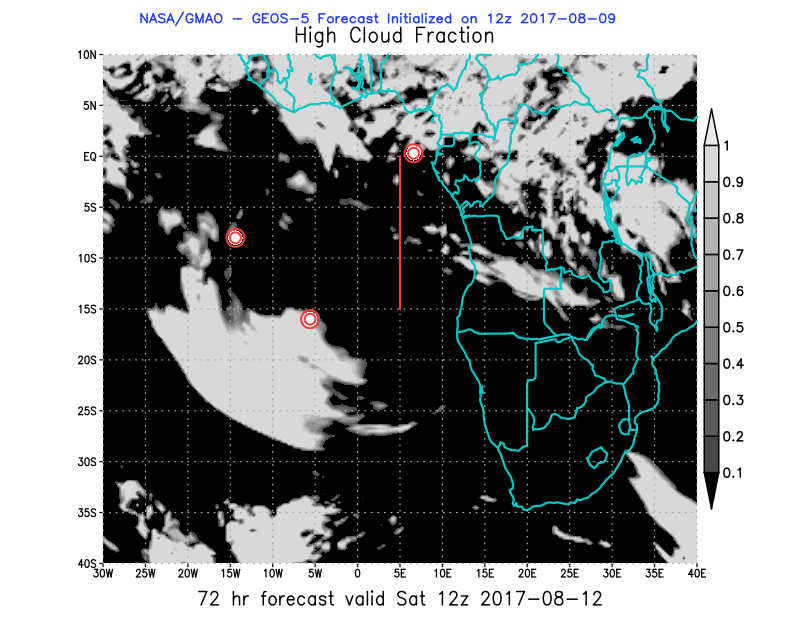 NASA/GMAO - GEOS-5 Forecast Initialized on 12z 2017-08-09
High Cloud Fraction
10N
5N
EQ
5S
10S
15S
20S
25S
30S
35S
40S
30W 25W 20W 15W 10W 5W 0 5E 10E 15E 20E 25E 30E 35E 40E
1
0.9
0.8
0.7
0.6
0.5
0.4
0.3
0.2
0.1
72 hr forecast valid Sat 12z 2017-08-12